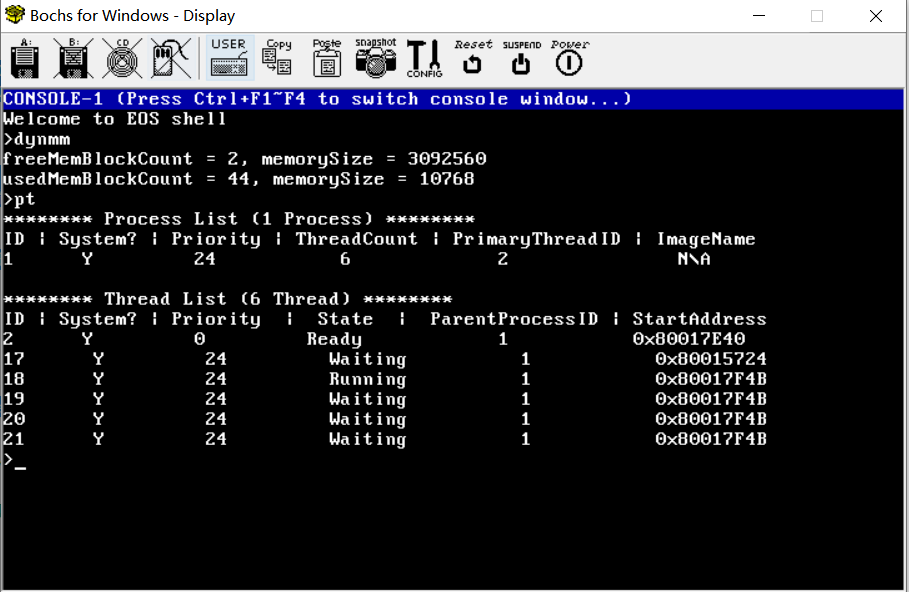 Bochs for Windows - Display
A: B: CD USER Copy Paste snapshot CONFIG Reset SUSPEND Power
CONSOLE-1 (Press Ctrl+F1~F4 to switch console window...)
Welcome to EOS shell
>dynmm
freeMemBlockCount = 2, memorySize = 3092560
usedMemBlockCount = 44, memorySize = 10768
>pt
******** Process List (1 Process) ********
ID | System? | Priority | ThreadCount | PrimaryThreadID | ImageName
1 Y 24 6 2 N\A
******** Thread List (6 Thread) ********
ID | System? | Priority | State | ParentProcessID | StartAddress
2 Y 0 Ready 1 0x80017E40
17 Y 24 Waiting 1 0x80015724
18 Y 24 Running 1 0x80017F4B
19 Y 24 Waiting 1 0x80017F4B
20 Y 24 Waiting 1 0x80017F4B
21 Y 24 Waiting 1 0x80017F4B
>_